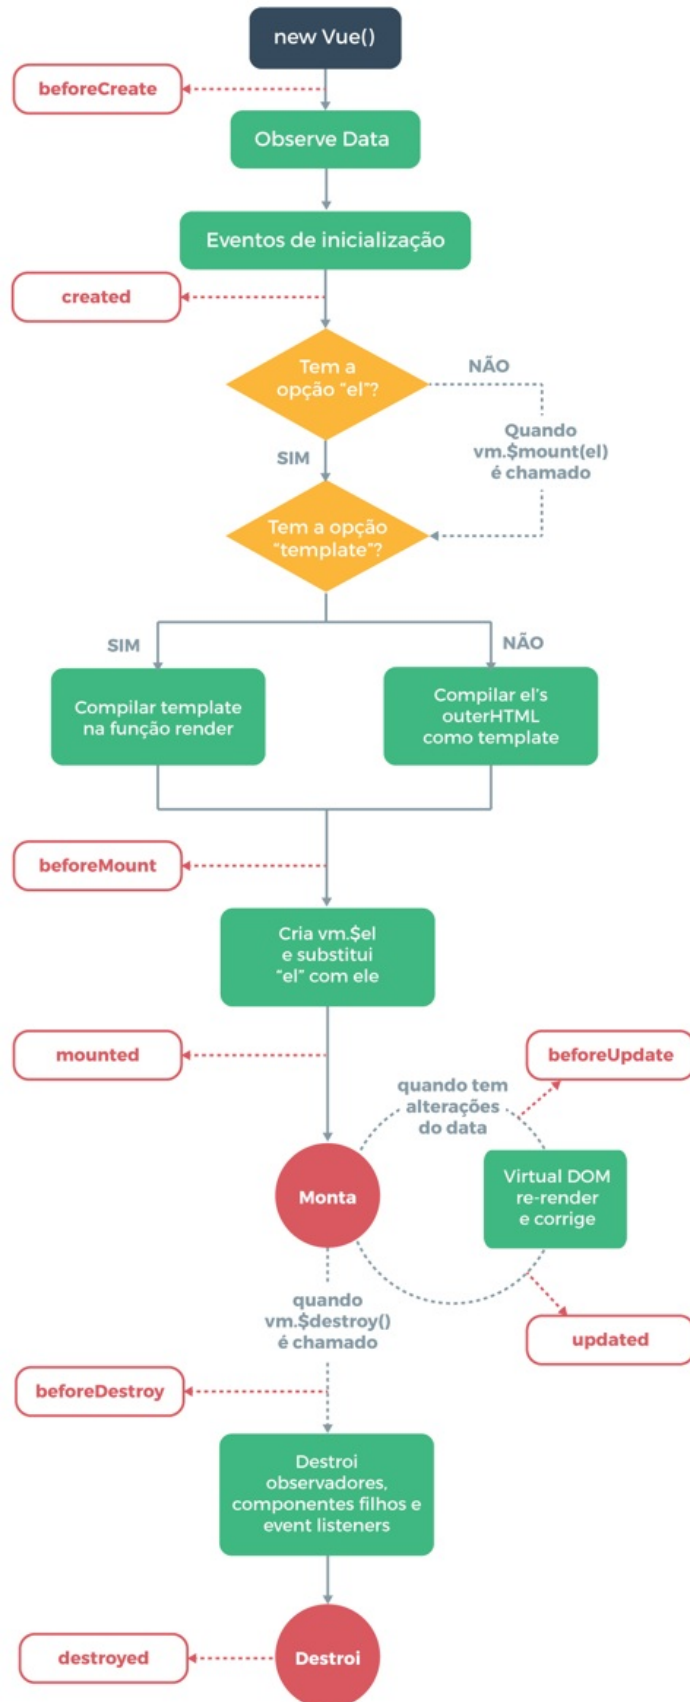 new Vue()
beforeCreate
Observe Data
Eventos de inicialização
created
Tem a
opção “el”?
NÃO
Quando
vm.$mount(el)
é chamado
SIM
Tem a opção
“template”?
SIM
NÃO
Compilar template
na função render
Compilar el’s
outerHTML
como template
beforeMount
Cria vm.$el
e substitui
“el” com ele
mounted
beforeUpdate
quando tem
alterações
do data
Monta
Virtual DOM
re-render
e corrige
quando
vm.$destroy()
é chamado
updated
beforeDestroy
Destroi
observadores,
componentes filhos e
event listeners
destroyed
Destroi